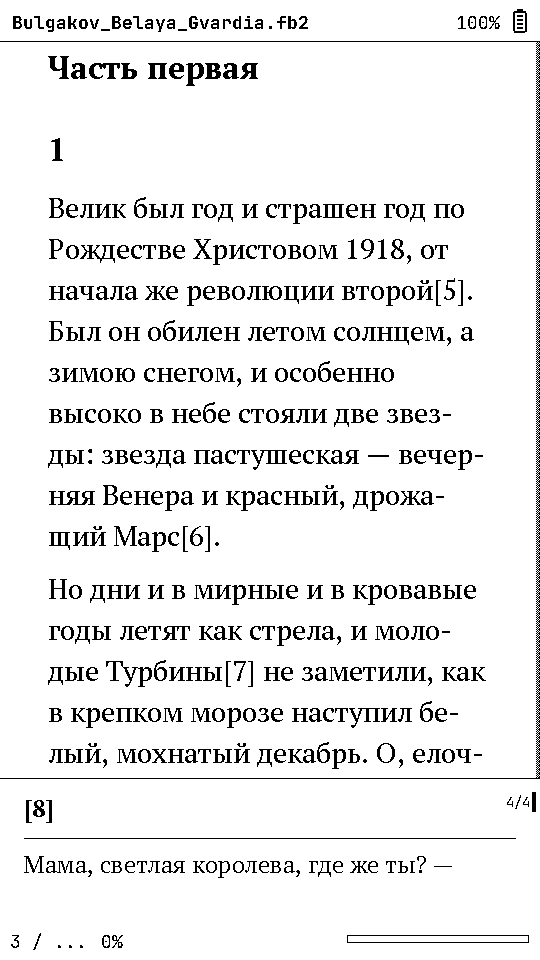 Bulgakov_Belaya_Gvardia.fb2 100%
Часть первая
1
Велик был год и страшен год по
Рождестве Христовом 1918, от
начала же революции второй[5].
Был он обилен летом солнцем, а
зимою снегом, и особенно
высоко в небе стояли две звез-
ды: звезда пастушеская — вечер-
няя Венера и красный, дрожа-
щий Марс[6].
Но дни и в мирные и в кровавые
годы летят как стрела, и моло-
дые Турбины[7] не заметили, как
в крепком морозе наступил бе-
лый, мохнатый декабрь. О, елоч-
[8] 4/4
Мама, светлая королева, где же ты? —
3 / ... 0%